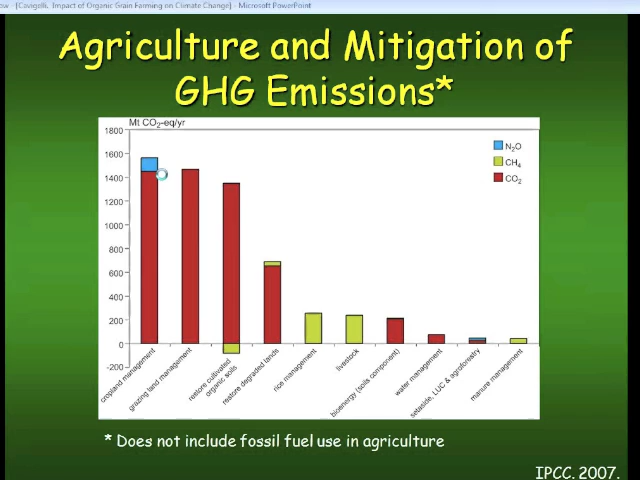 ow - [Cavigelli, Impact of Organic Grain Farming on Climate Change] - Microsoft PowerPoint
Agriculture and Mitigation of
GHG Emissions*
Mt CO₂-eq/yr
1800
1600
1400
1200
1000
800
600
400
200
0
-200
N₂O
CH₄
CO₂
cropland management
grazing land management
restore cultivated
organic soils
restore degraded lands
rice management
livestock
bioenergy (soils component)
water management
setaside, LUC & agroforestry
manure management
* Does not include fossil fuel use in agriculture
IPCC. 2007.